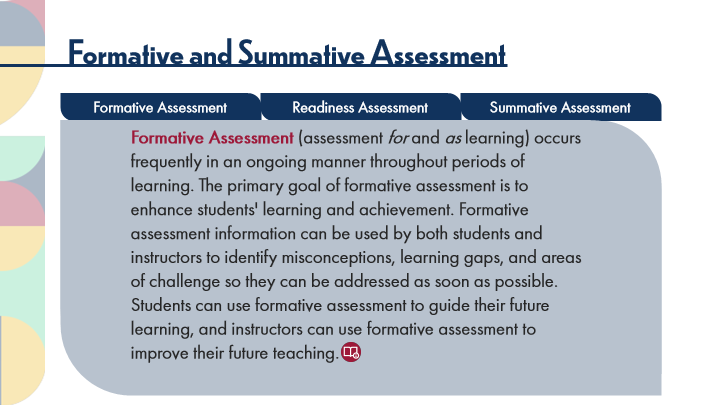 Formative and Summative Assessment
Formative Assessment
Readiness Assessment
Summative Assessment
Formative Assessment (assessment for and as learning) occurs
frequently in an ongoing manner throughout periods of
learning. The primary goal of formative assessment is to
enhance students' learning and achievement. Formative
assessment information can be used by both students and
instructors to identify misconceptions, learning gaps, and areas
of challenge so they can be addressed as soon as possible.
Students can use formative assessment to guide their future
learning, and instructors can use formative assessment to
improve their future teaching.